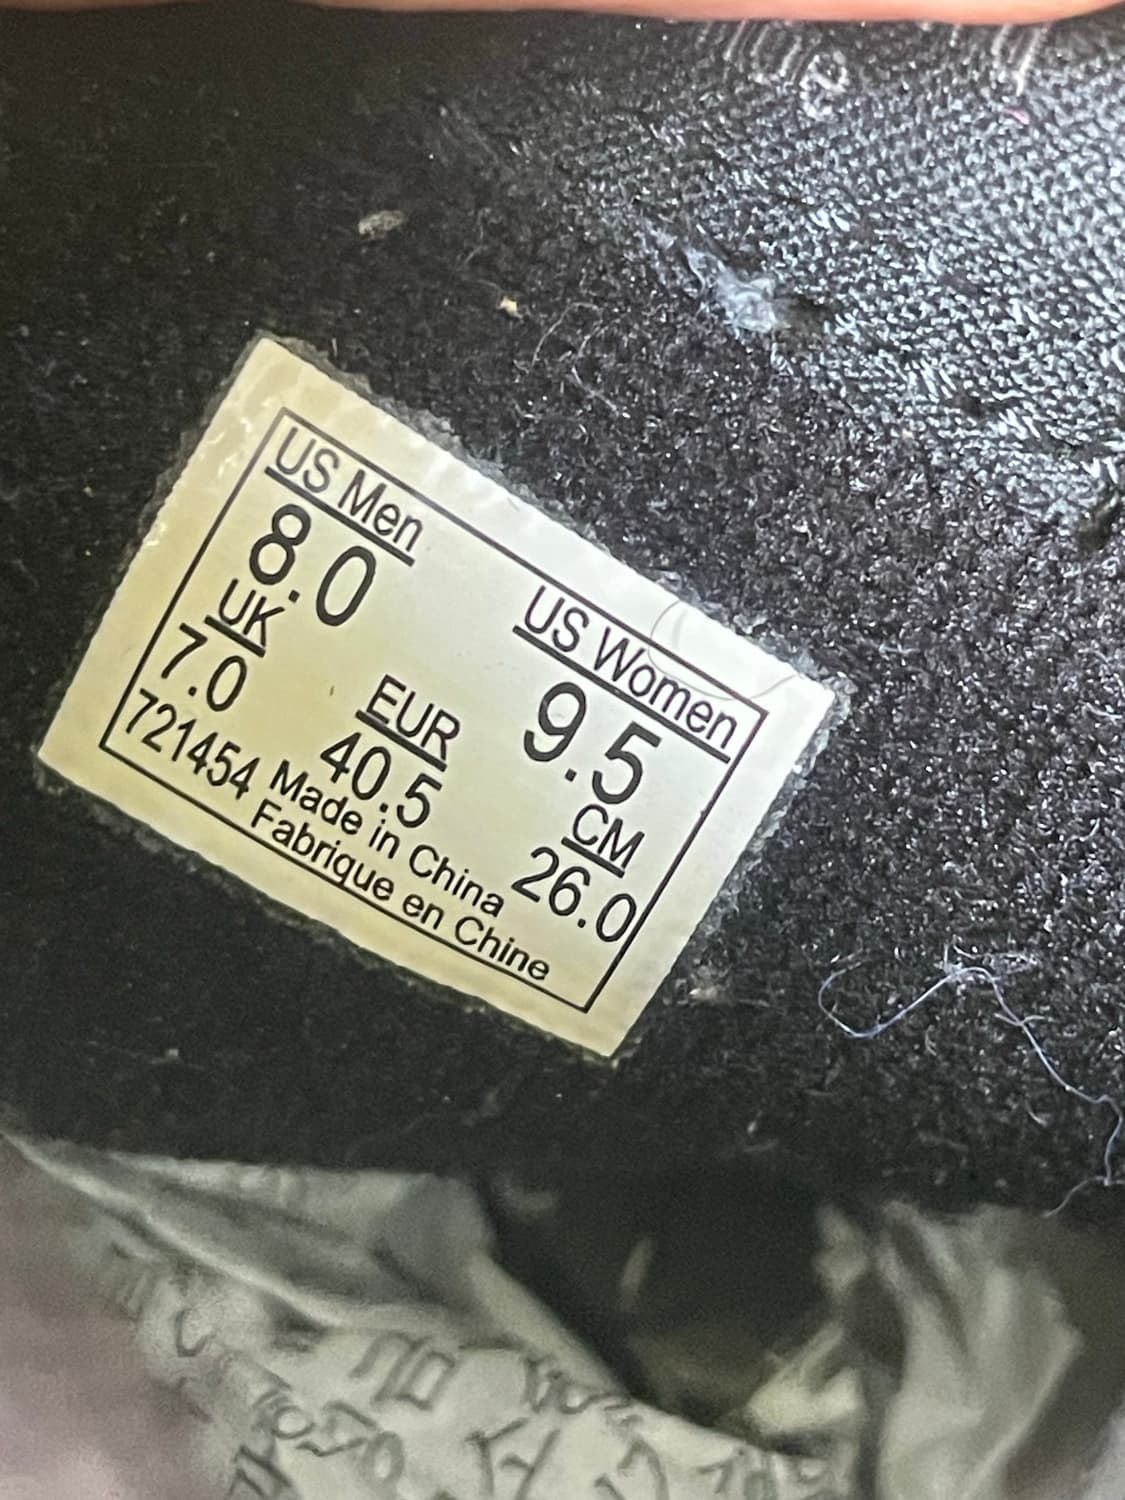 US Men
8.0
US Women
9.5
UK
7.0
EUR
40.5
CM
26.0
721454
Made in China
Fabrique en Chine